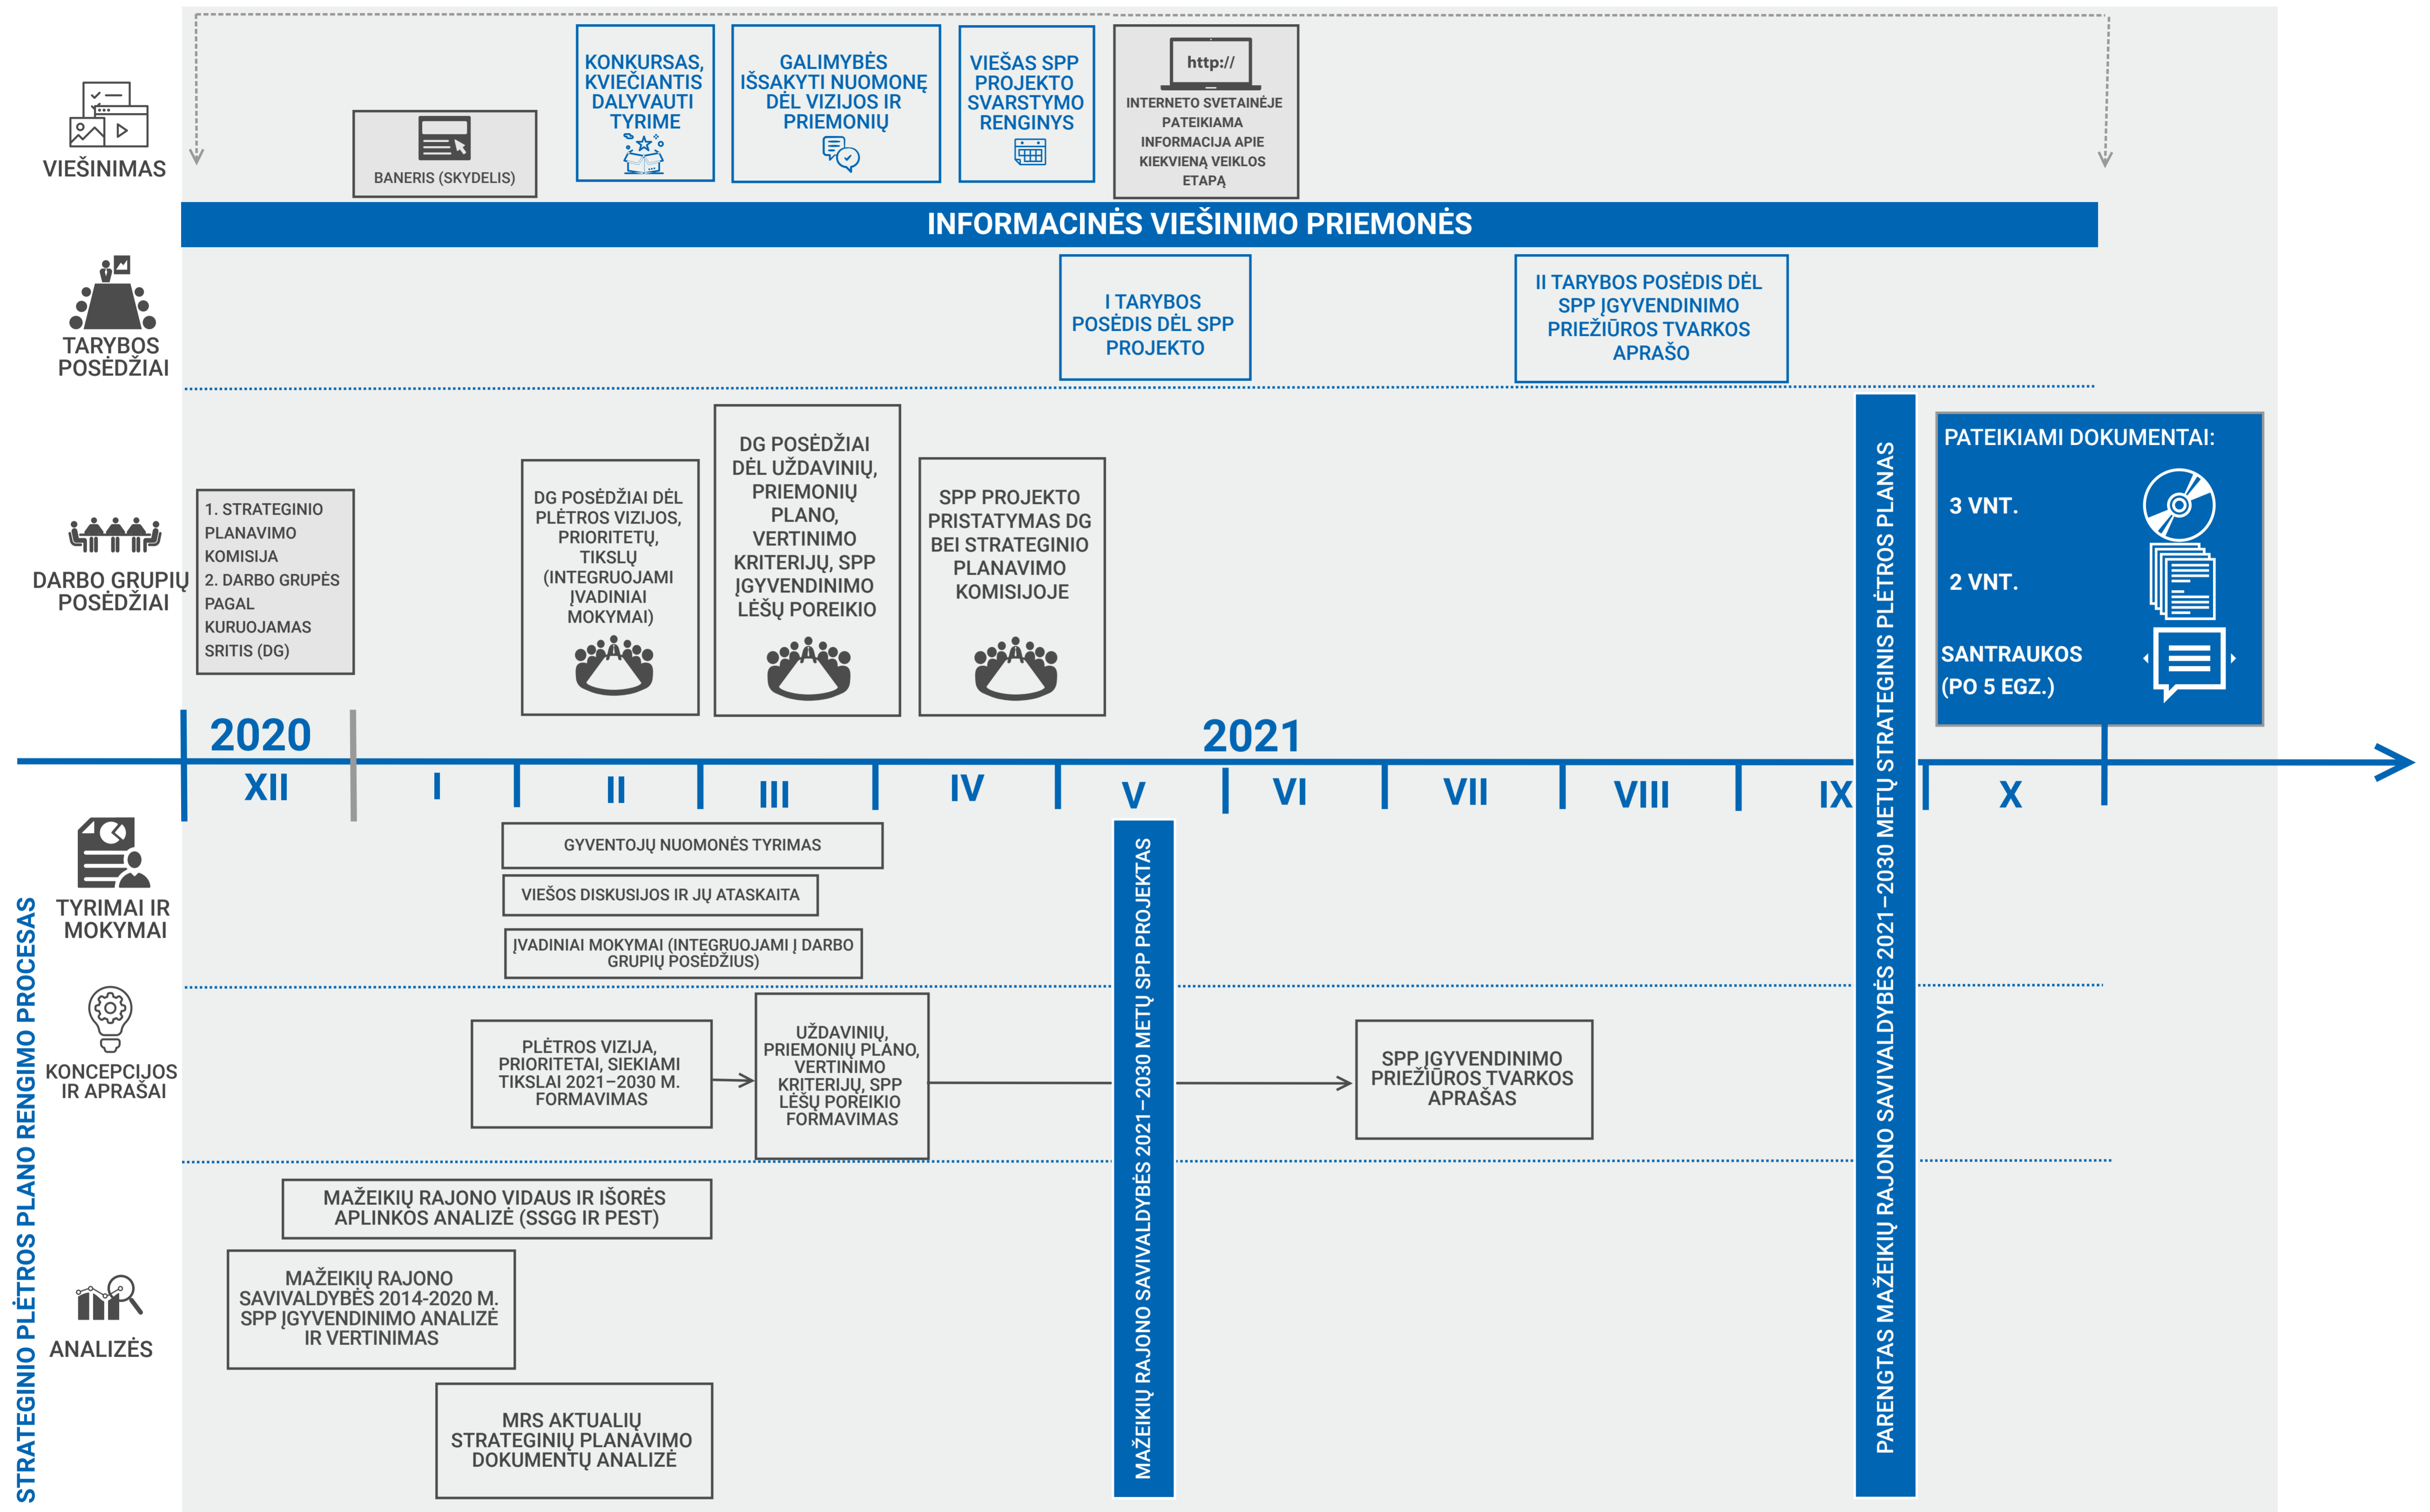 VIEŠINIMAS
BANERIS (SKYDELIS)
KONKURSAS,
KVIEČIANTIS
DALYVAUTI
TYRIME
GALIMYBĖS
IŠSAKYTI NUOMONĘ
DĖL VIZIJOS IR
PRIEMONIŲ
VIEŠAS SPP
PROJEKTO
SVARSTYMO
RENGINYS
http://
INTERNETO SVETAINĖJE
PATEIKIAMA
INFORMACIJA APIE
KIEKVIENĄ VEIKLOS
ETAPĄ
INFORMACINĖS VIEŠINIMO PRIEMONĖS
TARYBOS
POSĖDŽIAI
I TARYBOS
POSĖDIS DĖL SPP
PROJEKTO
II TARYBOS POSĖDIS DĖL
SPP ĮGYVENDINIMO
PRIEŽIŪROS TVARKOS
APRAŠO
DARBO GRUPIŲ
POSĖDŽIAI
1. STRATEGINIO
PLANAVIMO
KOMISIJA
2. DARBO GRUPĖS
PAGAL
KURUOJAMAS
SRITIS (DG)
DG POSĖDŽIAI DĖL
PLĖTROS VIZIJOS,
PRIORITETŲ,
TIKSLŲ
(INTEGRUOJAMI
ĮVADINIAI
MOKYMAI)
DG POSĖDŽIAI
DĖL UŽDAVINIŲ,
PRIEMONIŲ
PLANO,
VERTINIMO
KRITERIJŲ, SPP
ĮGYVENDINIMO
LĖŠŲ POREIKIO
SPP PROJEKTO
PRISTATYMAS DG
BEI STRATEGINIO
PLANAVIMO
KOMISIJOJE
PARENGTAS MAŽEIKIŲ RAJONO SAVIVALDYBĖS 2021–2030 METŲ STRATEGINIS PLĖTROS PLANAS
PATEIKIAMI DOKUMENTAI:
3 VNT.
2 VNT.
SANTRAUKOS
(PO 5 EGZ.)
2020
2021
XII
I
II
III
IV
V
VI
VII
VIII
IX
X
STRATEGINIO PLĖTROS PLANO RENGIMO PROCESAS
TYRIMAI IR
MOKYMAI
GYVENTOJŲ NUOMONĖS TYRIMAS
VIEŠOS DISKUSIJOS IR JŲ ATASKAITA
ĮVADINIAI MOKYMAI (INTEGRUOJAMI Į DARBO
GRUPIŲ POSĖDŽIUS)
MAŽEIKIŲ RAJONO SAVIVALDYBĖS 2021–2030 METŲ SPP PROJEKTAS
KONCEPCIJOS
IR APRAŠAI
PLĖTROS VIZIJA,
PRIORITETAI, SIEKIAMI
TIKSLAI 2021–2030 M.
FORMAVIMAS
UŽDAVINIŲ,
PRIEMONIŲ PLANO,
VERTINIMO
KRITERIJŲ, SPP
LĖŠŲ POREIKIO
FORMAVIMAS
SPP ĮGYVENDINIMO
PRIEŽIŪROS TVARKOS
APRAŠAS
ANALIZĖS
MAŽEIKIŲ RAJONO VIDAUS IR IŠORĖS
APLINKOS ANALIZĖ (SSGG IR PEST)
MAŽEIKIŲ RAJONO
SAVIVALDYBĖS 2014-2020 M.
SPP ĮGYVENDINIMO ANALIZĖ
IR VERTINIMAS
MRS AKTUALIŲ
STRATEGINIŲ PLANAVIMO
DOKUMENTŲ ANALIZĖ